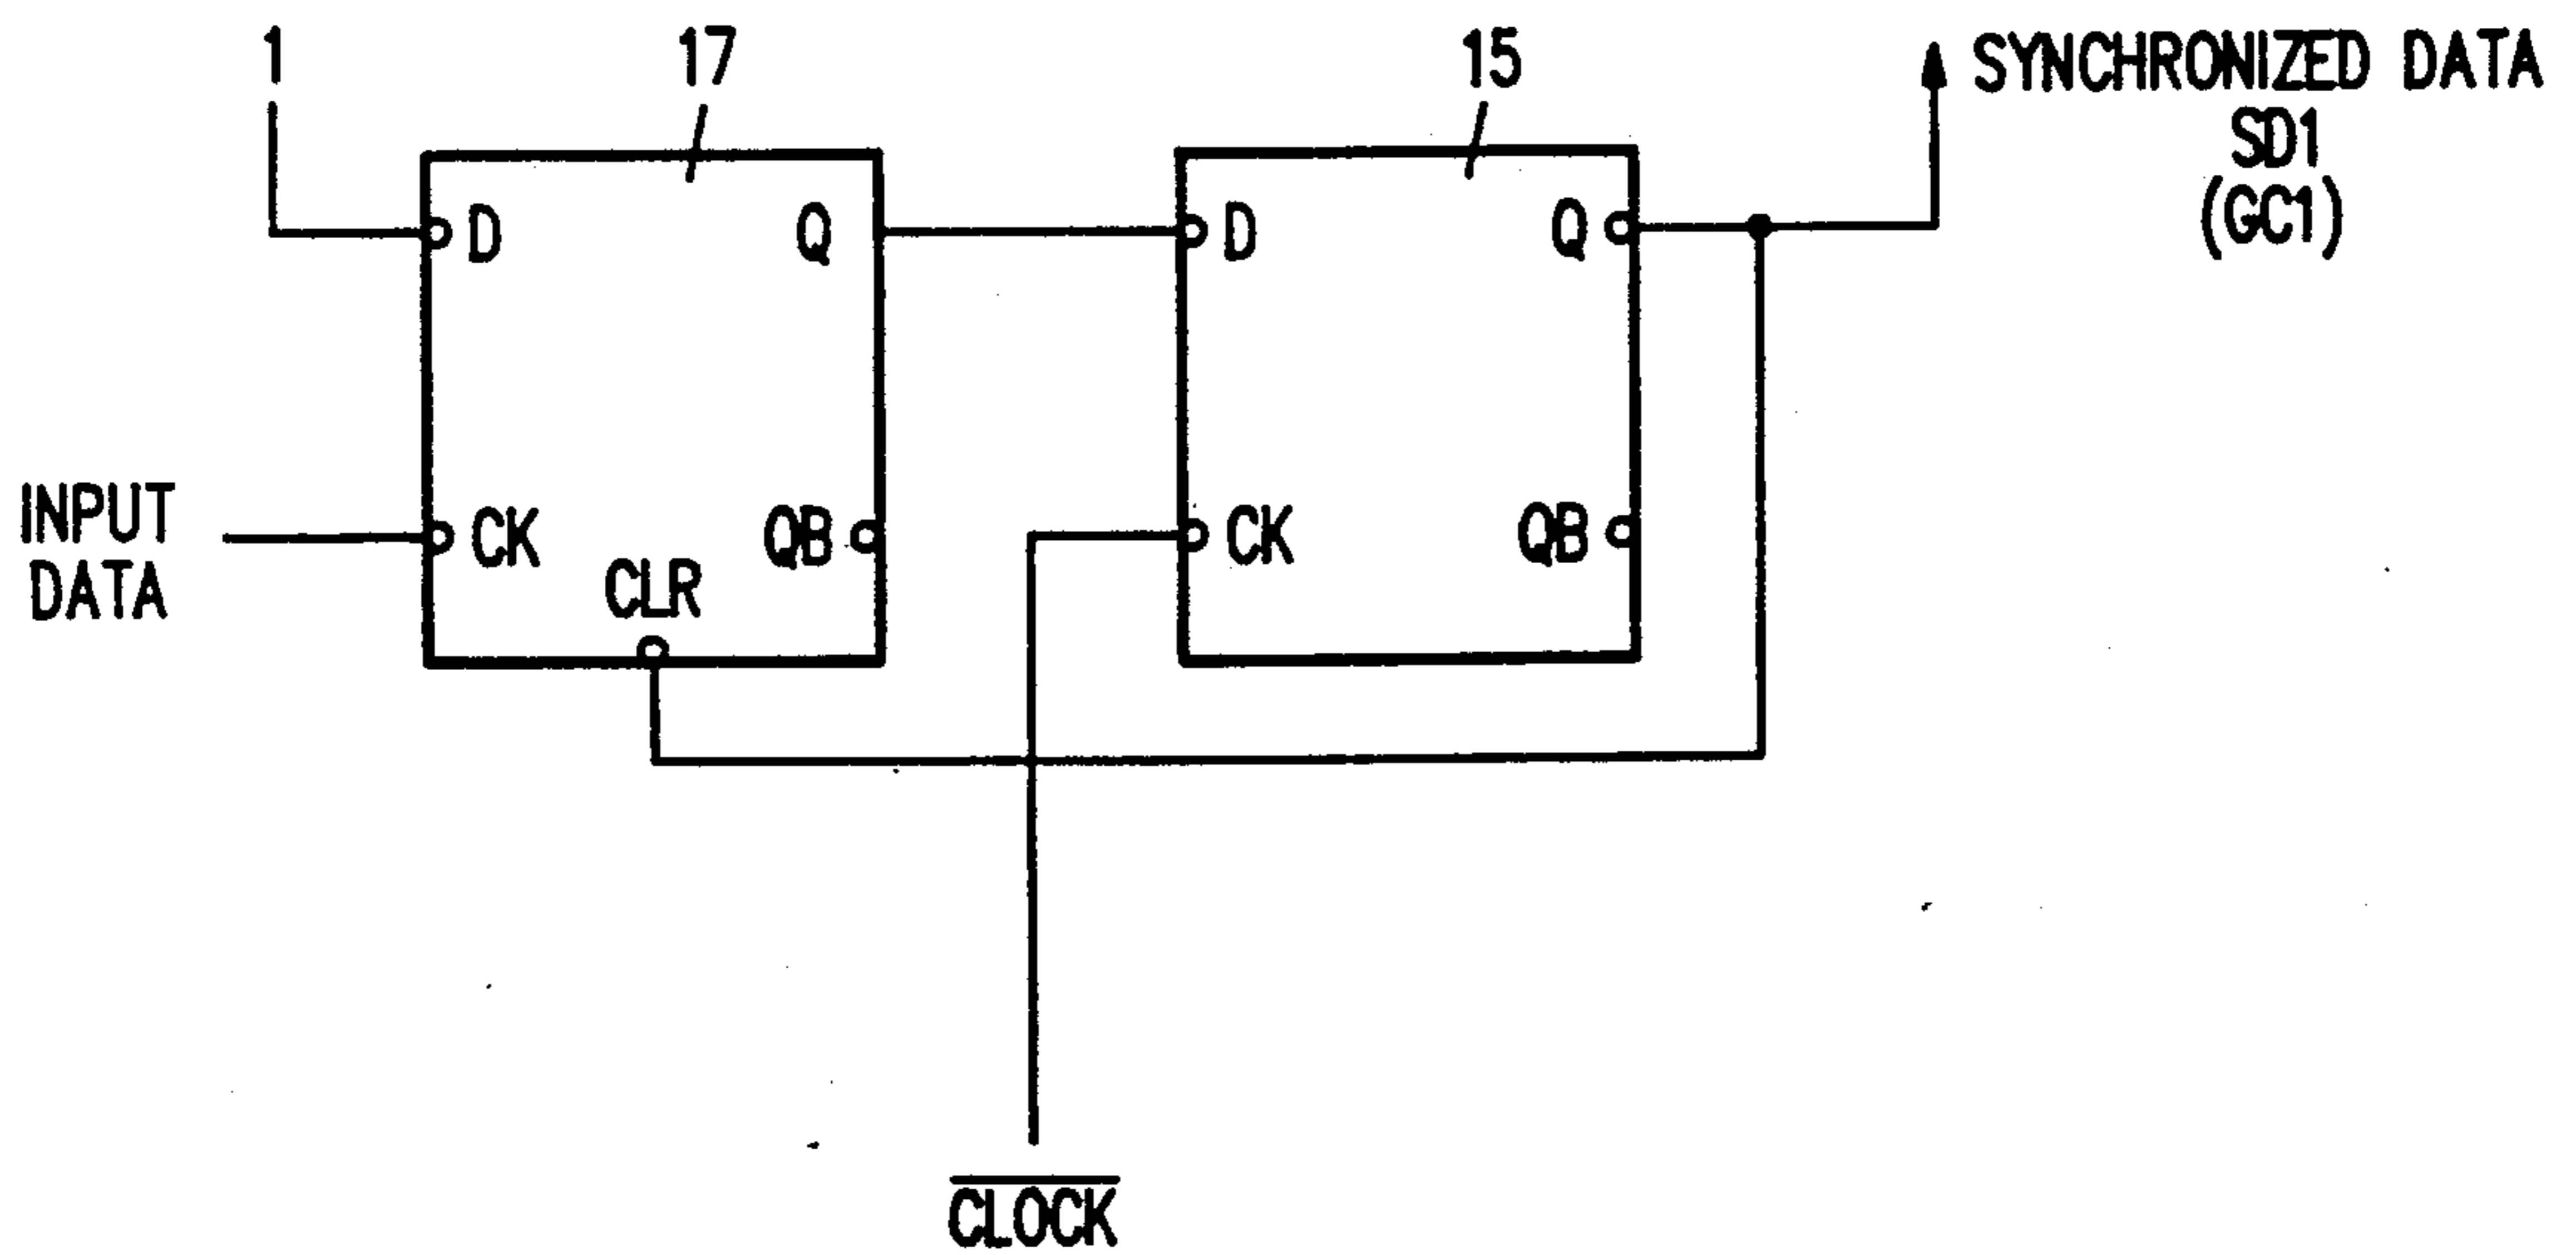 1
17
15
SYNCHRONIZED DATA
SD1
(GC1)
D
Q
D
Q
INPUT
DATA
CK
QB
CLR
CK
QB
CLOCK